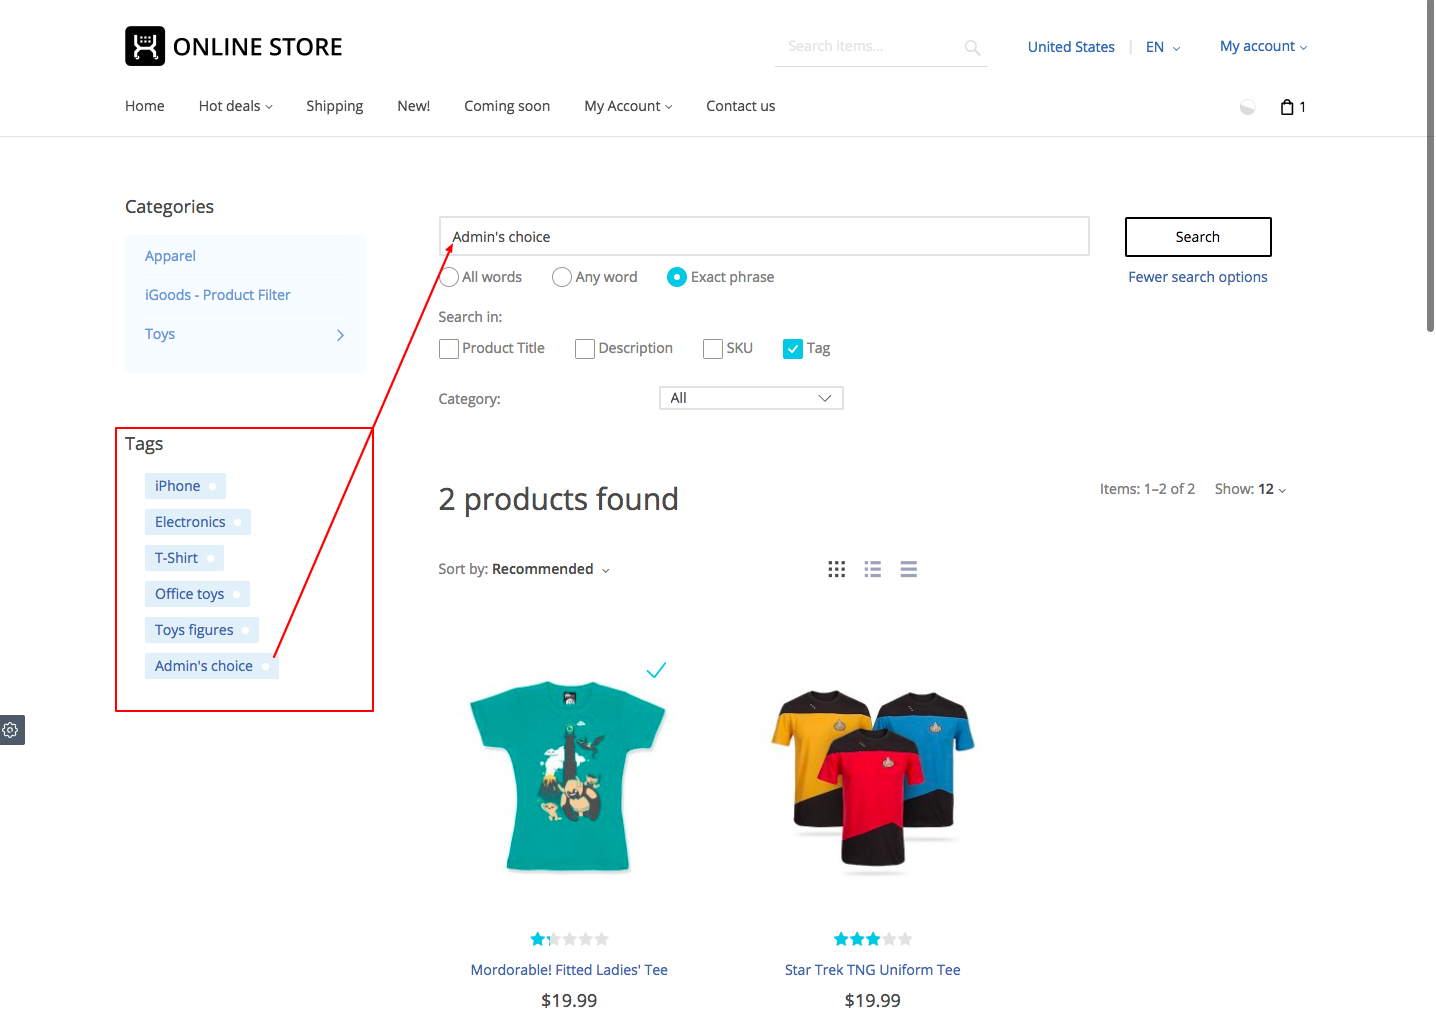 ONLINE STORE
Search items...
United States
EN
My account
Home
Hot deals
Shipping
New!
Coming soon
My Account
Contact us
1
Categories
Apparel
iGoods - Product Filter
Toys
Tags
iPhone
Electronics
T-Shirt
Office toys
Toys figures
Admin's choice
Admin's choice
Search
All words
Any word
Exact phrase
Fewer search options
Search in:
Product Title
Description
SKU
Tag
Category:
All
2 products found
Items: 1–2 of 2
Show: 12
Sort by: Recommended
Mordorable! Fitted Ladies' Tee
$19.99
Star Trek TNG Uniform Tee
$19.99